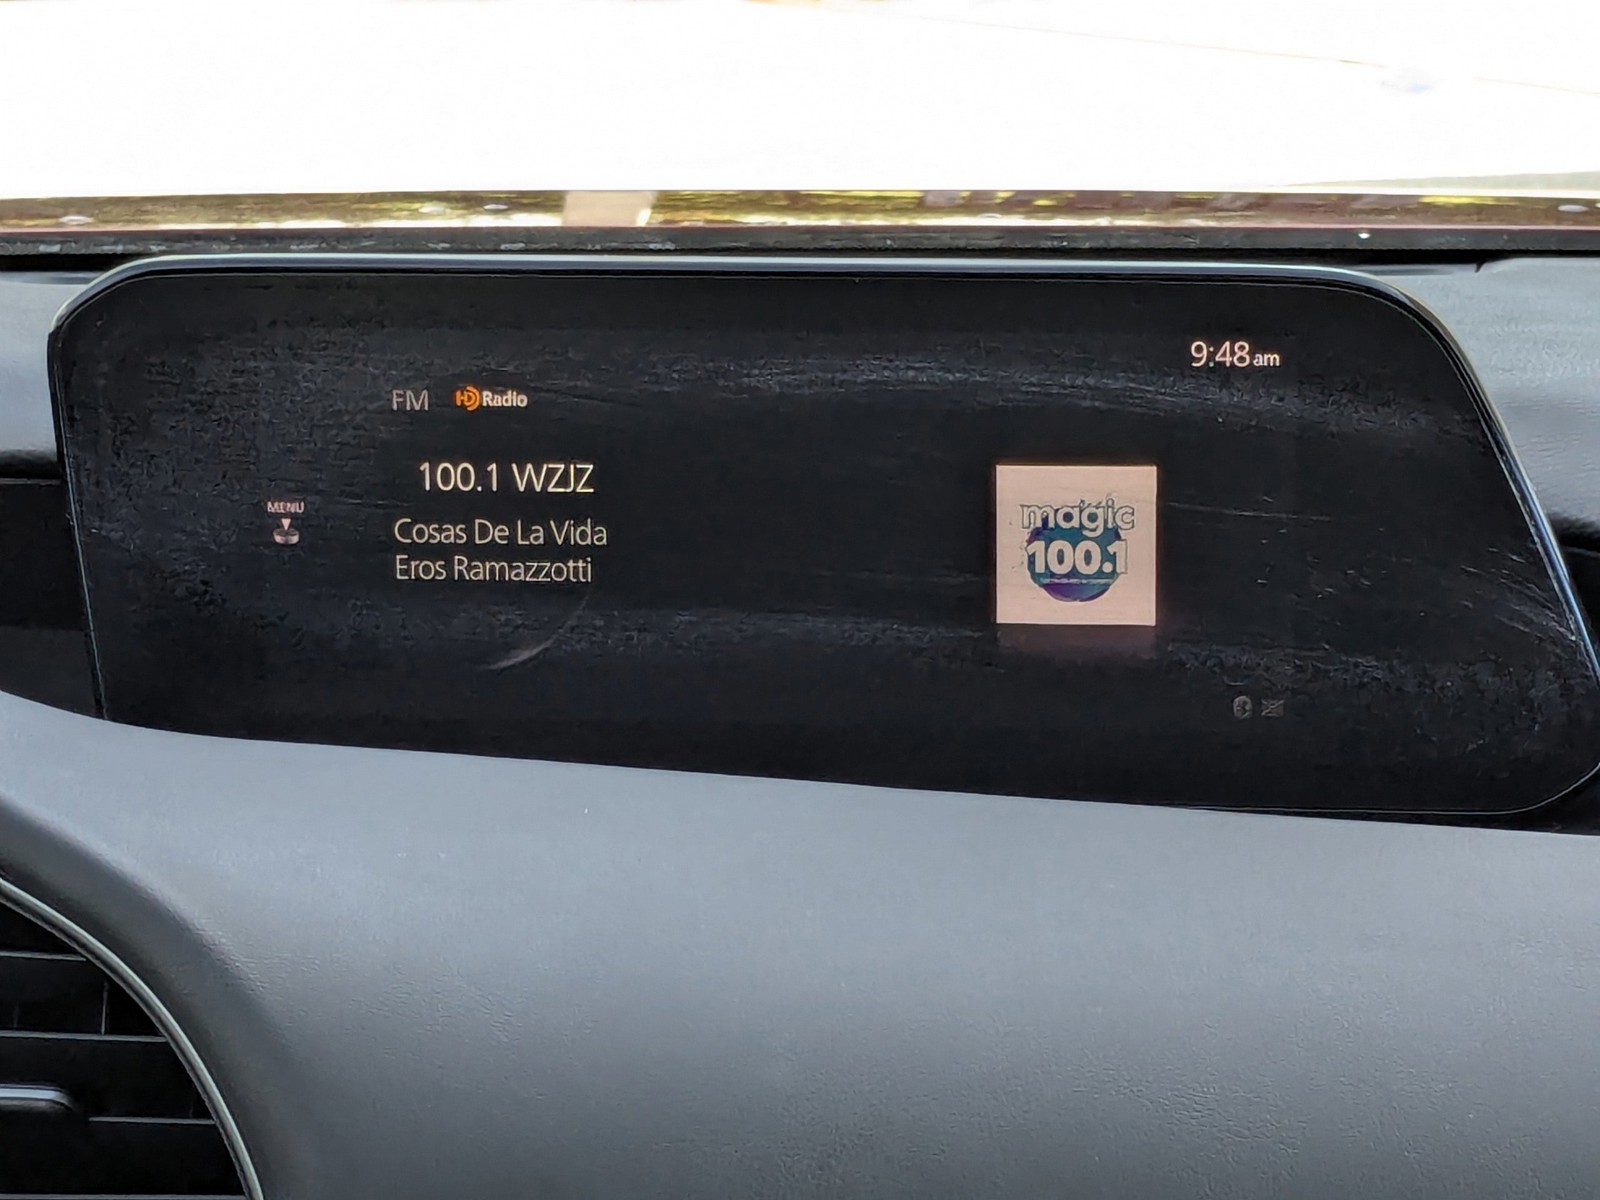 9:48 am
FM HD Radio
100.1 WZJZ
MENU
Cosas De La Vida
Eros Ramazzotti
magic
100.1